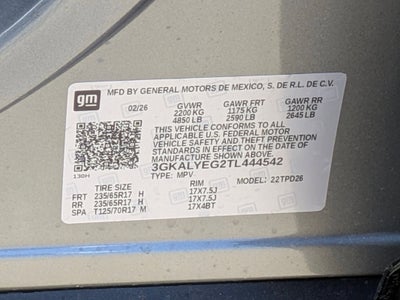 gm MFD BY GENERAL MOTORS DE MEXICO, S. DE R.L. DE C.V.
02/26 GVWR GAWR FRT GAWR RR
2200 KG 1175 KG 1200 KG
4850 LB 2590 LB 2645 LB
THIS VEHICLE CONFORMS TO ALL
APPLICABLE U.S. FEDERAL MOTOR
VEHICLE SAFETY AND THEFT PREVENTION
STANDARDS IN EFFECT ON THE DATE OF
MANUFACTURE SHOWN ABOVE.
3GKALYEG2TL444542
130H TYPE: MPV MODEL: 22TPD26
TIRE SIZE RIM
FRT 235/65R17 H 17X7.5J
RR 235/65R17 H 17X7.5J
SPA T125/70R17 M 17X4BT